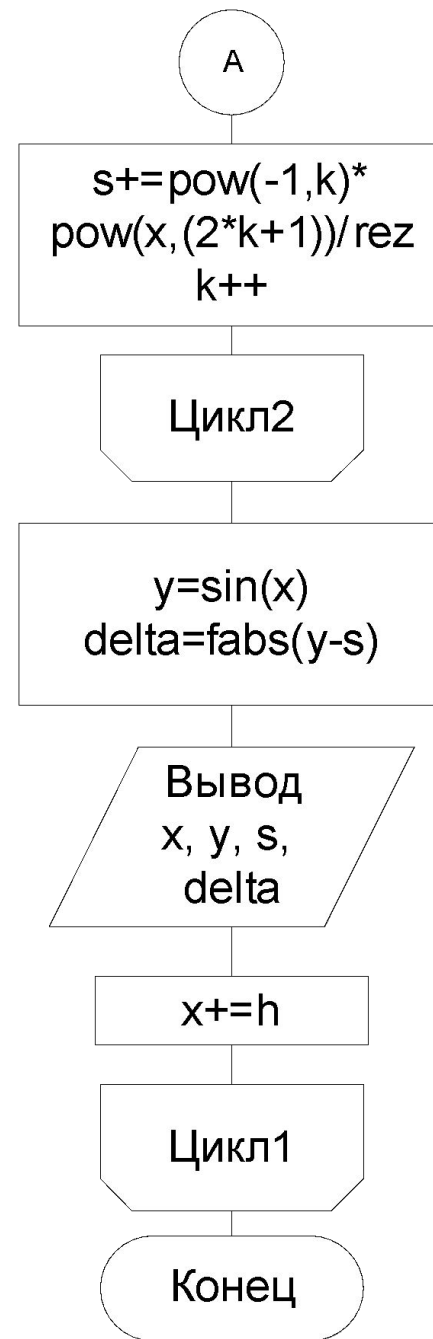 A
s+=pow(-1,k)*
pow(x,(2*k+1))/rez
k++
Цикл2
y=sin(x)
delta=fabs(y-s)
Вывод
x, y, s,
delta
x+=h
Цикл1
Конец